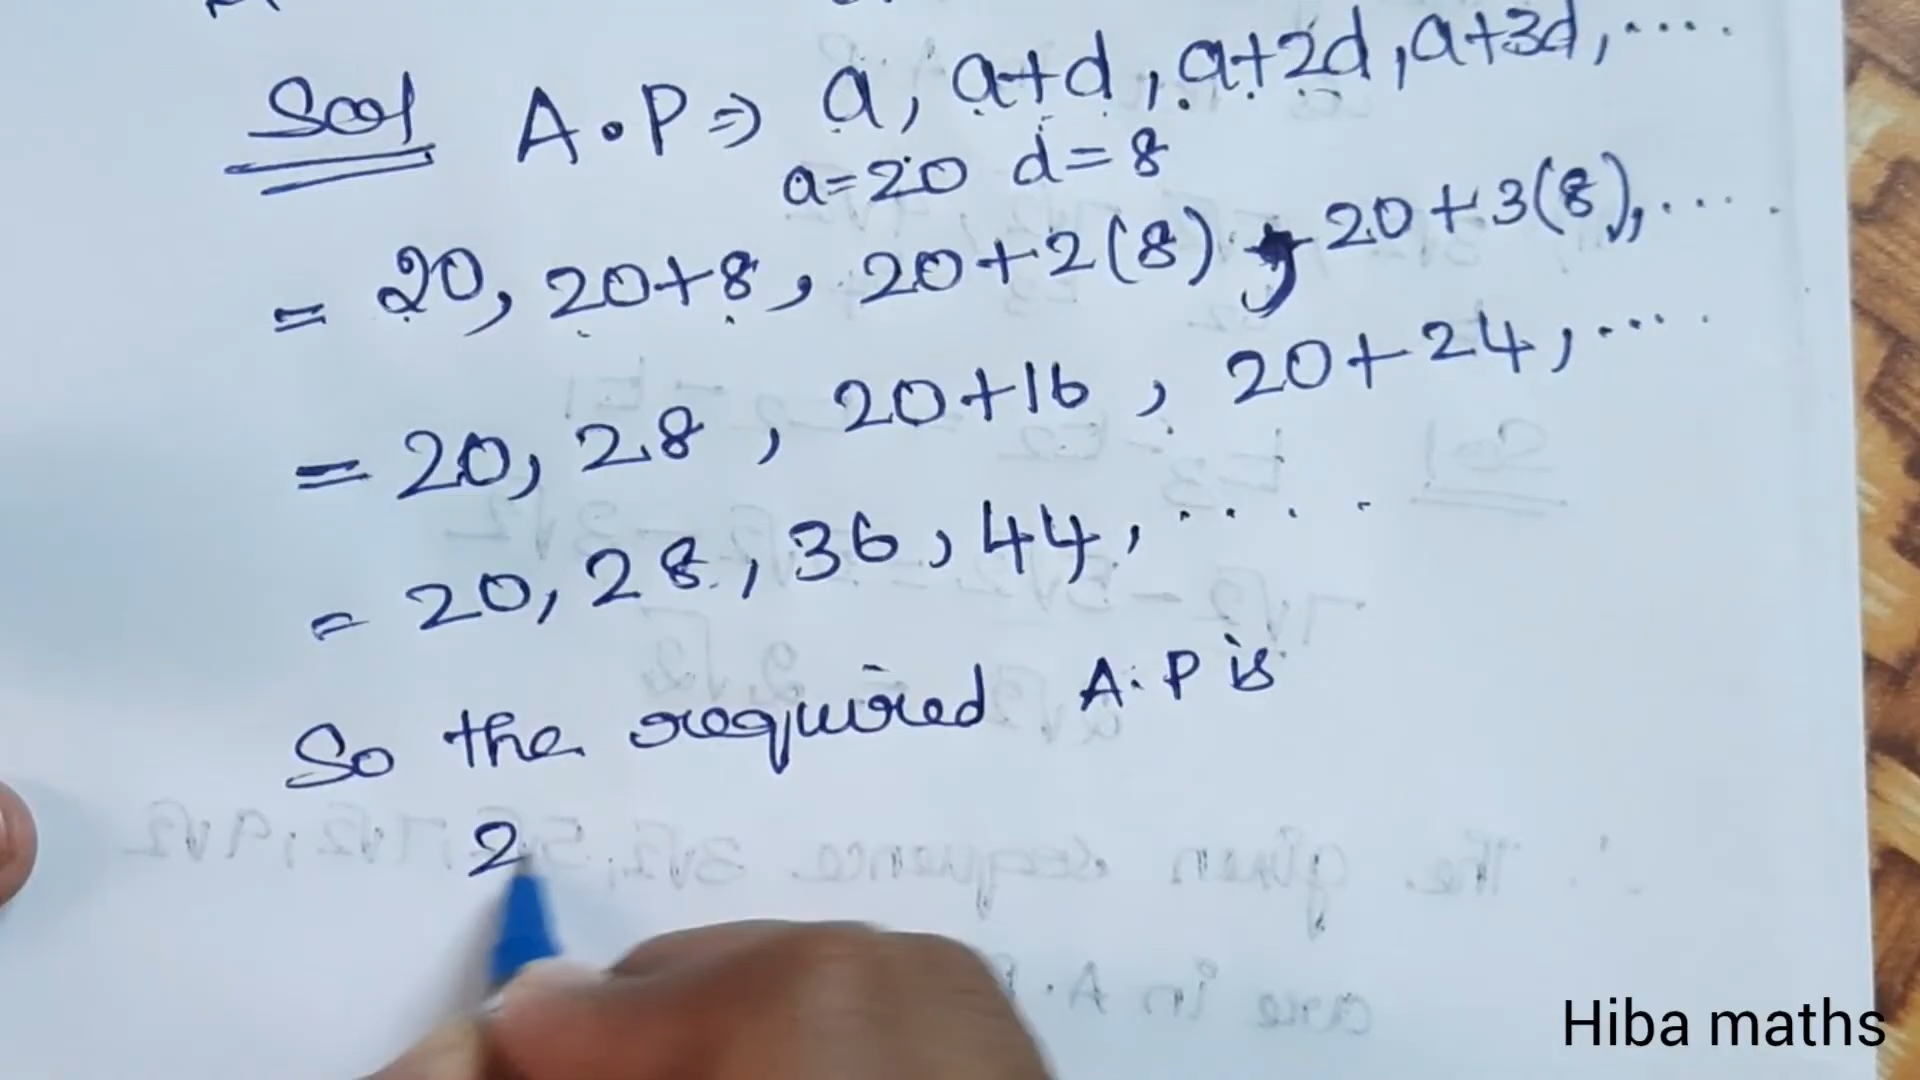 Sol A.P ⇒ a, a+d, a+2d, a+3d, ....
a=20 d=8
= 20, 20+8, 20+2(8), 20+3(8), ....
= 20, 28, 20+16, 20+24, ....
= 20, 28, 36, 44, ....
So the required A.P is
2
Hiba maths